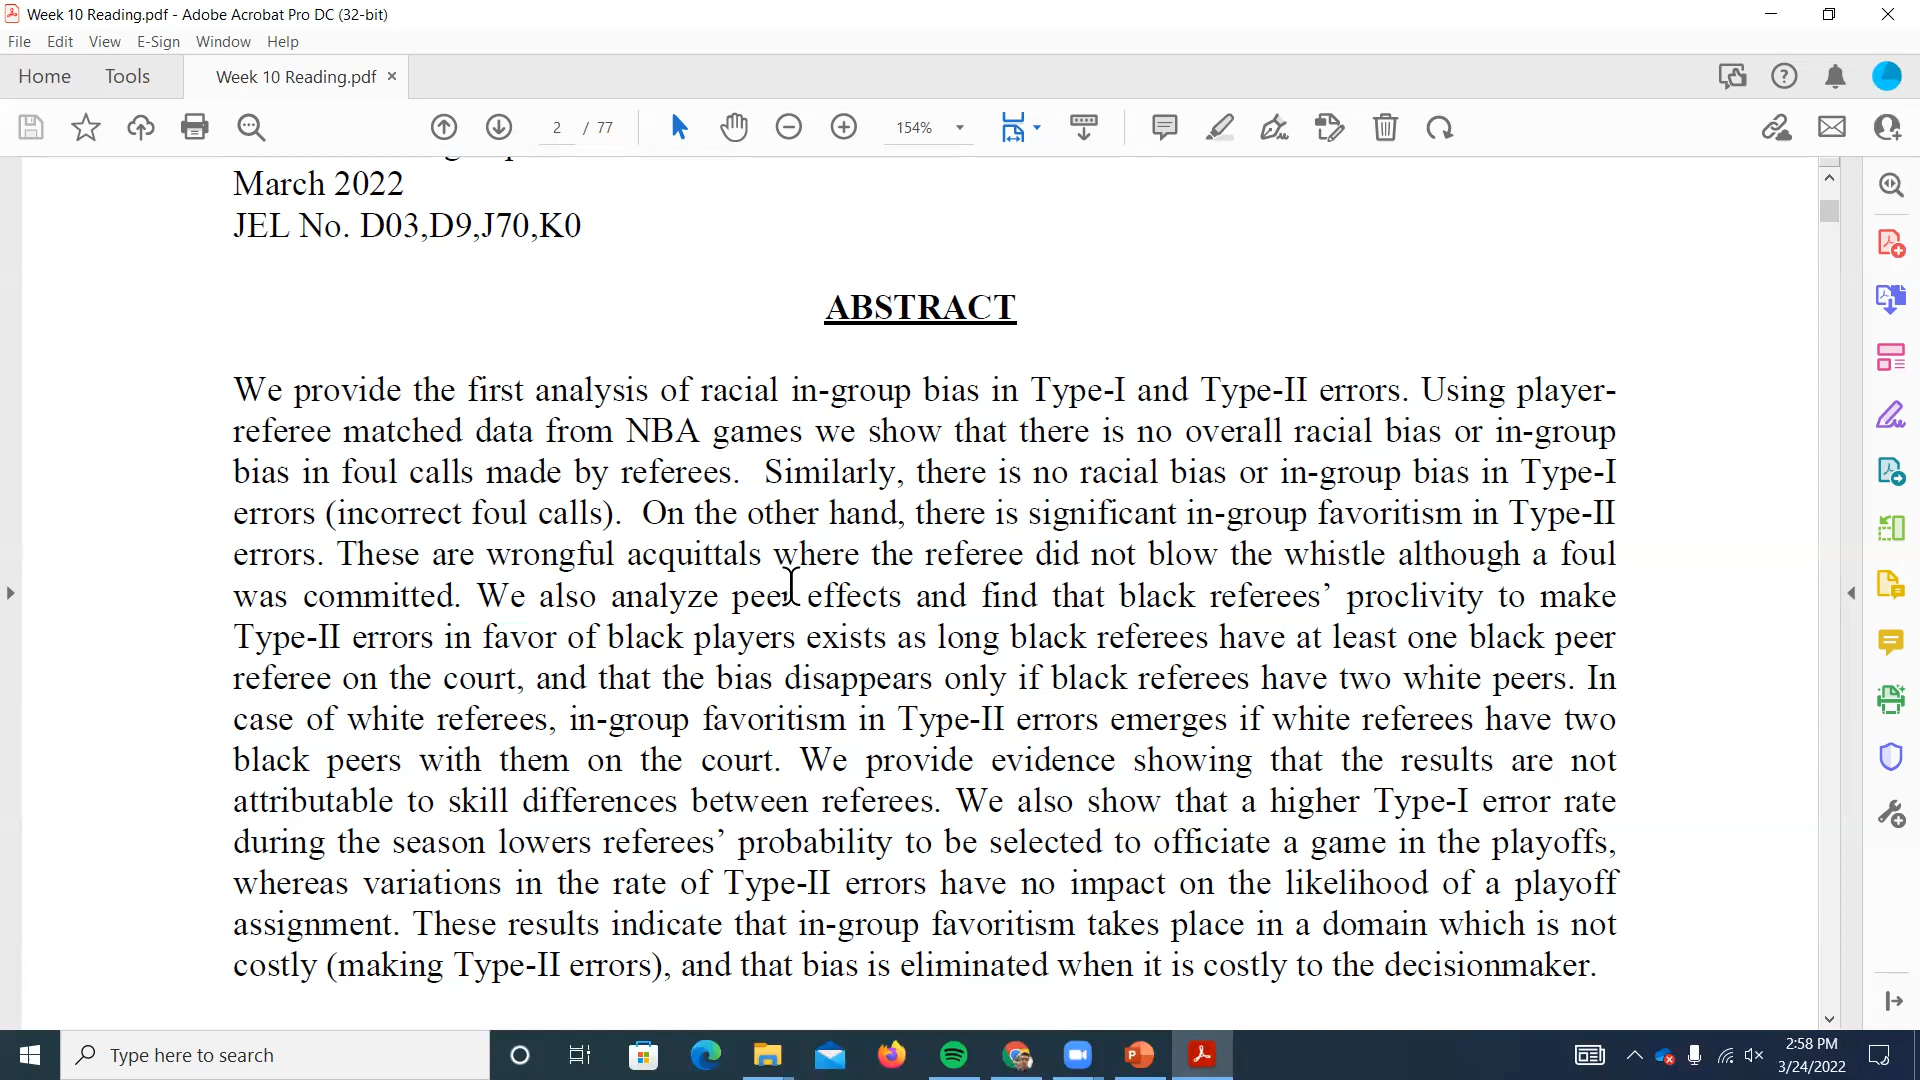 Week 10 Reading.pdf - Adobe Acrobat Pro DC (32-bit)
File Edit View E-Sign Window Help
Home Tools Week 10 Reading.pdf ×
2 / 77 154%
March 2022
JEL No. D03,D9,J70,K0
ABSTRACT
We provide the first analysis of racial in-group bias in Type-I and Type-II errors. Using player-
referee matched data from NBA games we show that there is no overall racial bias or in-group
bias in foul calls made by referees. Similarly, there is no racial bias or in-group bias in Type-I
errors (incorrect foul calls). On the other hand, there is significant in-group favoritism in Type-II
errors. These are wrongful acquittals where the referee did not blow the whistle although a foul
was committed. We also analyze peer effects and find that black referees’ proclivity to make
Type-II errors in favor of black players exists as long black referees have at least one black peer
referee on the court, and that the bias disappears only if black referees have two white peers. In
case of white referees, in-group favoritism in Type-II errors emerges if white referees have two
black peers with them on the court. We provide evidence showing that the results are not
attributable to skill differences between referees. We also show that a higher Type-I error rate
during the season lowers referees’ probability to be selected to officiate a game in the playoffs,
whereas variations in the rate of Type-II errors have no impact on the likelihood of a playoff
assignment. These results indicate that in-group favoritism takes place in a domain which is not
costly (making Type-II errors), and that bias is eliminated when it is costly to the decisionmaker.
Type here to search
2:58 PM
3/24/2022